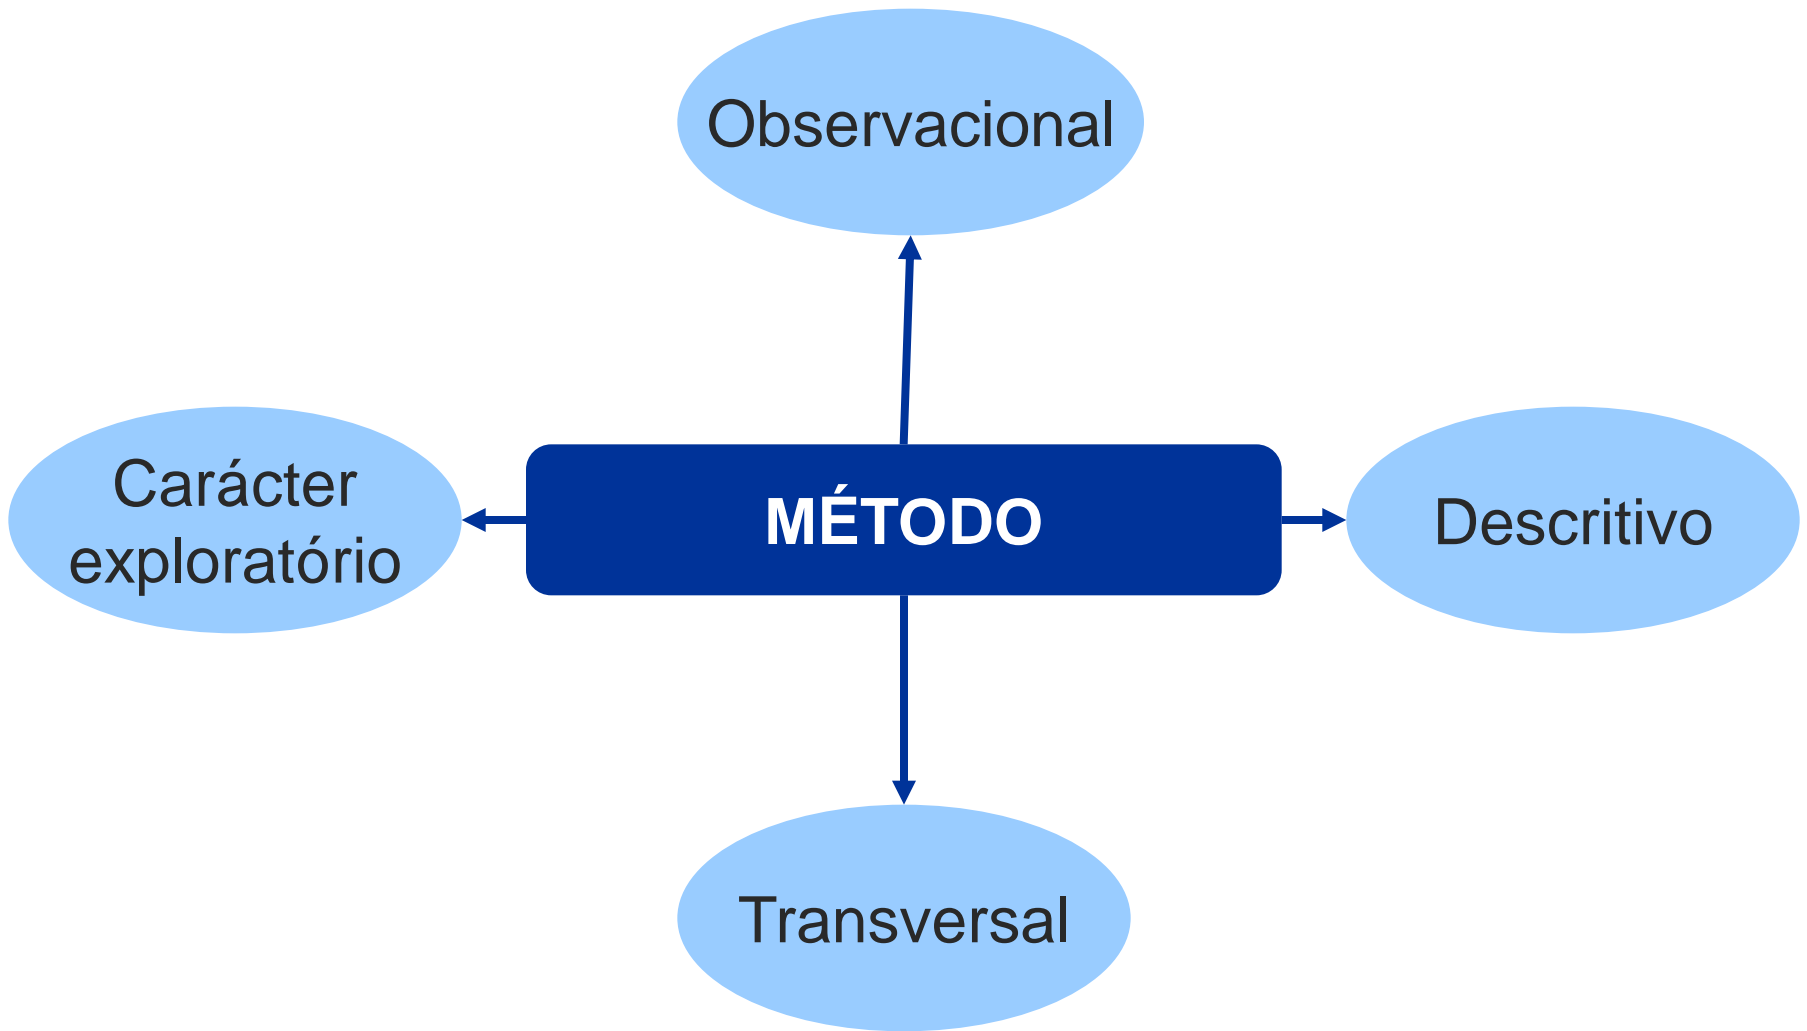 Observacional
Carácter
exploratório
MÉTODO
Descritivo
Transversal